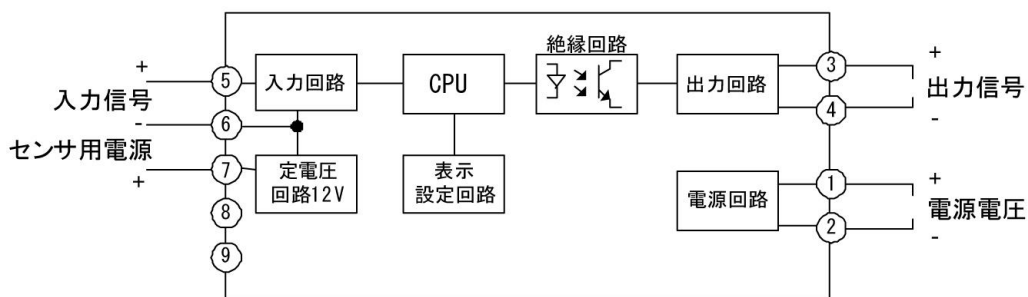 +
入力信号
-
センサ用電源
+
5
6
7
8
9
入力回路
定電圧
回路12V
CPU
表示
設定回路
絶縁回路
出力回路
電源回路
3
4
1
2
+
出力信号
-
+
電源電圧
-